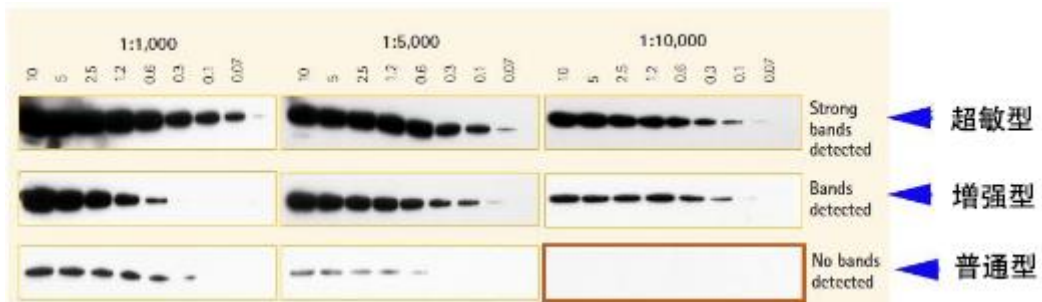 1:1,000 1:5,000 1:10,000
10 5 2.5 1.2 0.6 0.3 0.1 0.07 10 5 2.5 1.2 0.6 0.3 0.1 0.07 10 5 2.5 1.2 0.6 0.3 0.1 0.07
Strong
bands
detected
超敏型
Bands
detected
增强型
No bands
detected
普通型